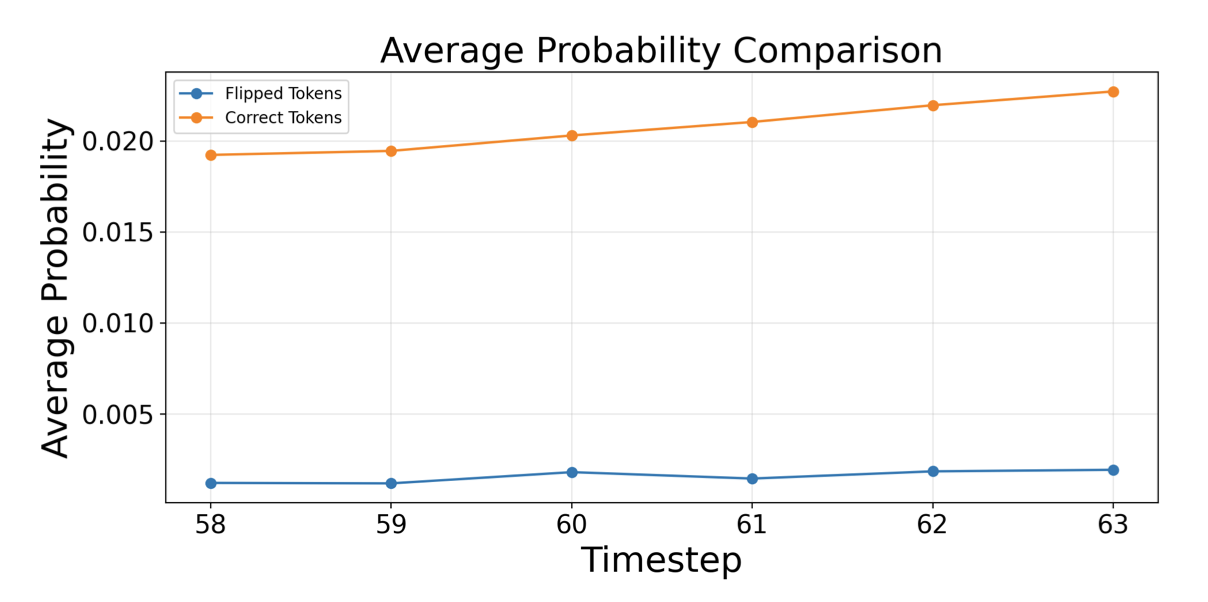 Average Probability Comparison
Flipped Tokens
Correct Tokens
Average Probability
0.020
0.015
0.010
0.005
58 59 60 61 62 63
Timestep